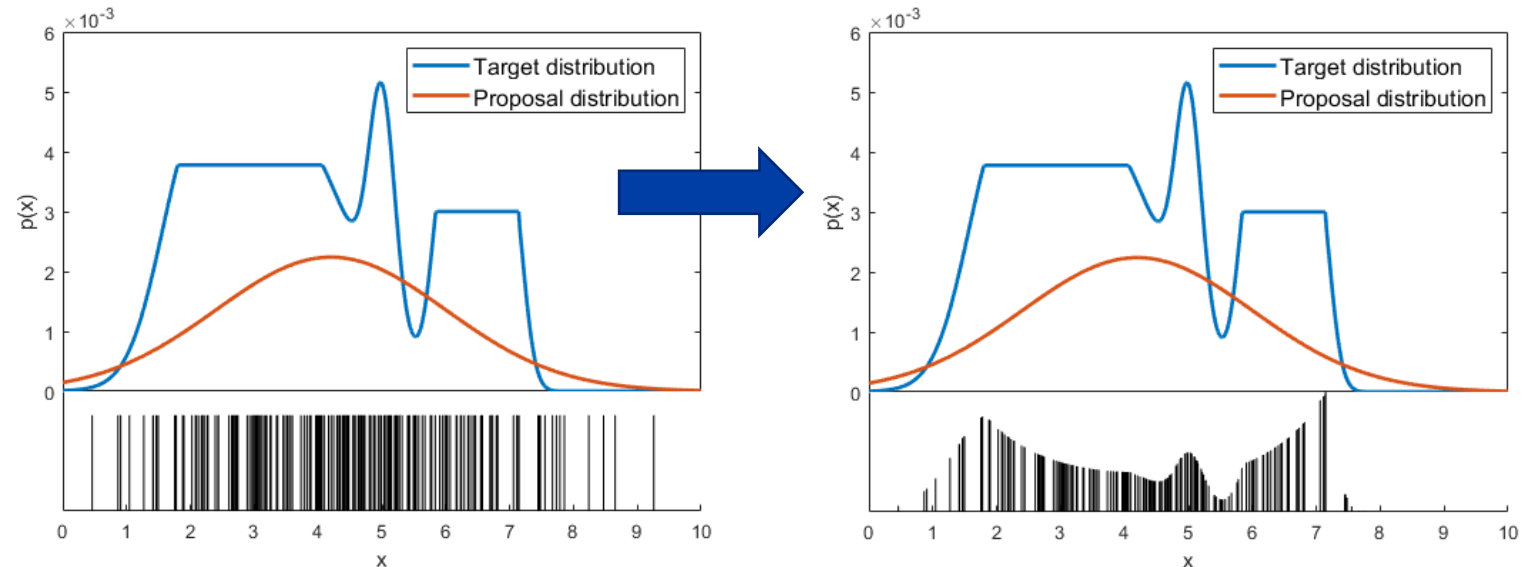 ×10⁻³
6
5
4
3
2
1
0
p(x)
Target distribution
Proposal distribution
0 1 2 3 4 5 6 7 8 9 10
x
×10⁻³
6
5
4
3
2
1
0
p(x)
Target distribution
Proposal distribution
0 1 2 3 4 5 6 7 8 9 10
x